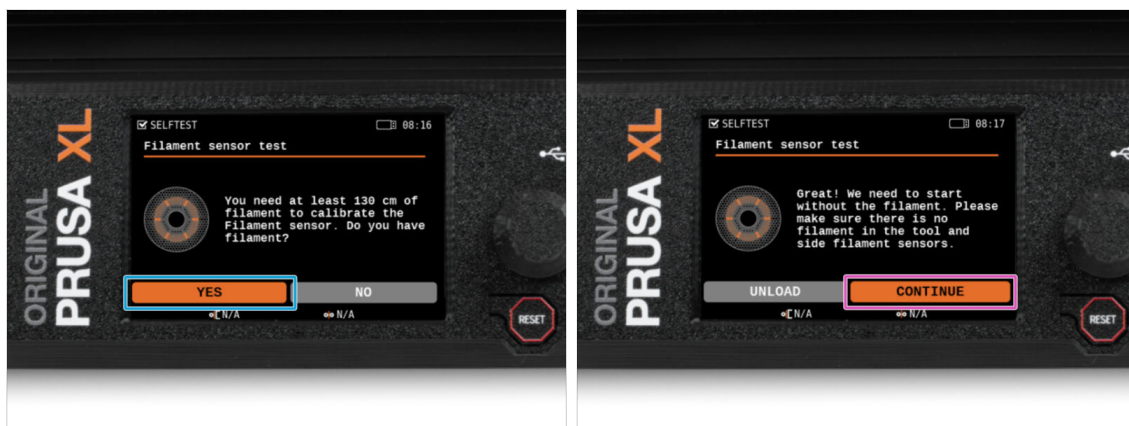 ORIGINAL
PRUSA XL
SELFTEST
08:16
Filament sensor test
You need at least 130 cm of
filament to calibrate the
Filament sensor. Do you have
filament?
YES
NO
N/A
N/A
RESET
ORIGINAL
PRUSA XL
SELFTEST
08:17
Filament sensor test
Great! We need to start
without the filament. Please
make sure there is no
filament in the tool and
side filament sensors.
UNLOAD
CONTINUE
N/A
N/A
RESET